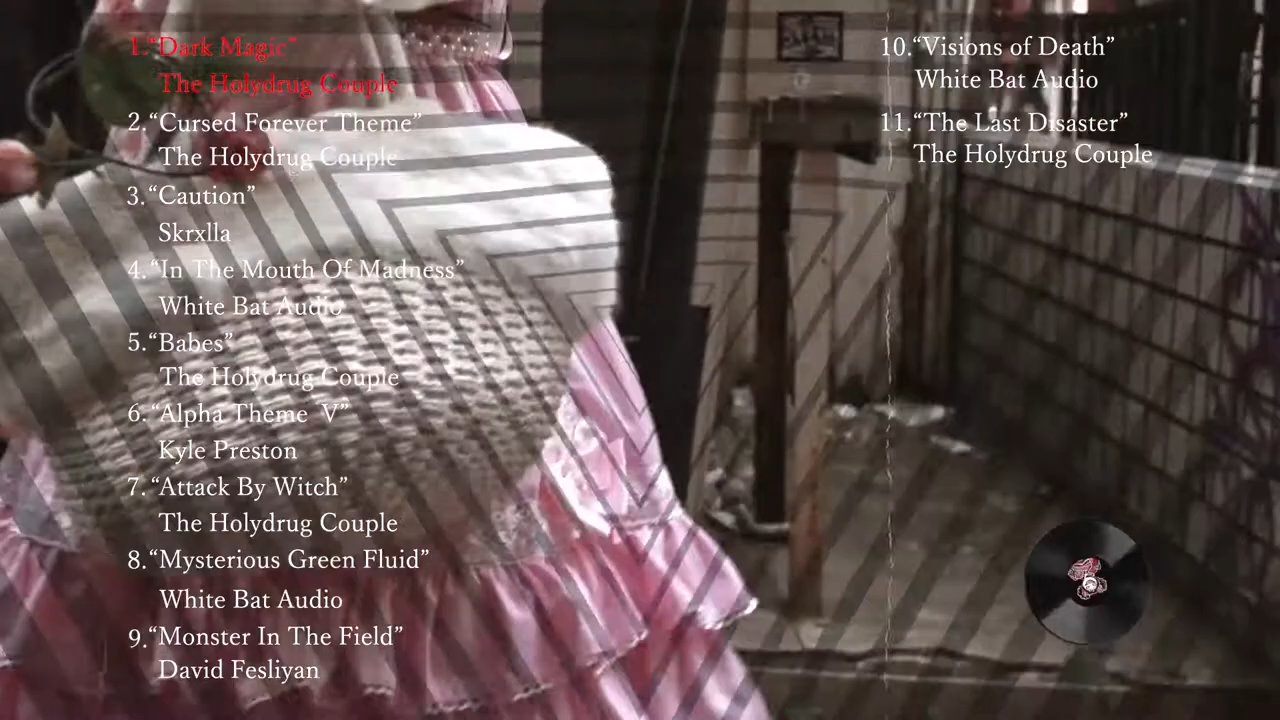 1.“Dark Magic”
The Holydrug Couple
2.“Cursed Forever Theme”
The Holydrug Couple
3.“Caution”
Skrxlla
4.“In The Mouth Of Madness”
White Bat Audio
5.“Babes”
The Holydrug Couple
6.“Alpha Theme V”
Kyle Preston
7.“Attack By Witch”
The Holydrug Couple
8.“Mysterious Green Fluid”
White Bat Audio
9.“Monster In The Field”
David Fesliyan
10.“Visions of Death”
White Bat Audio
11.“The Last Disaster”
The Holydrug Couple